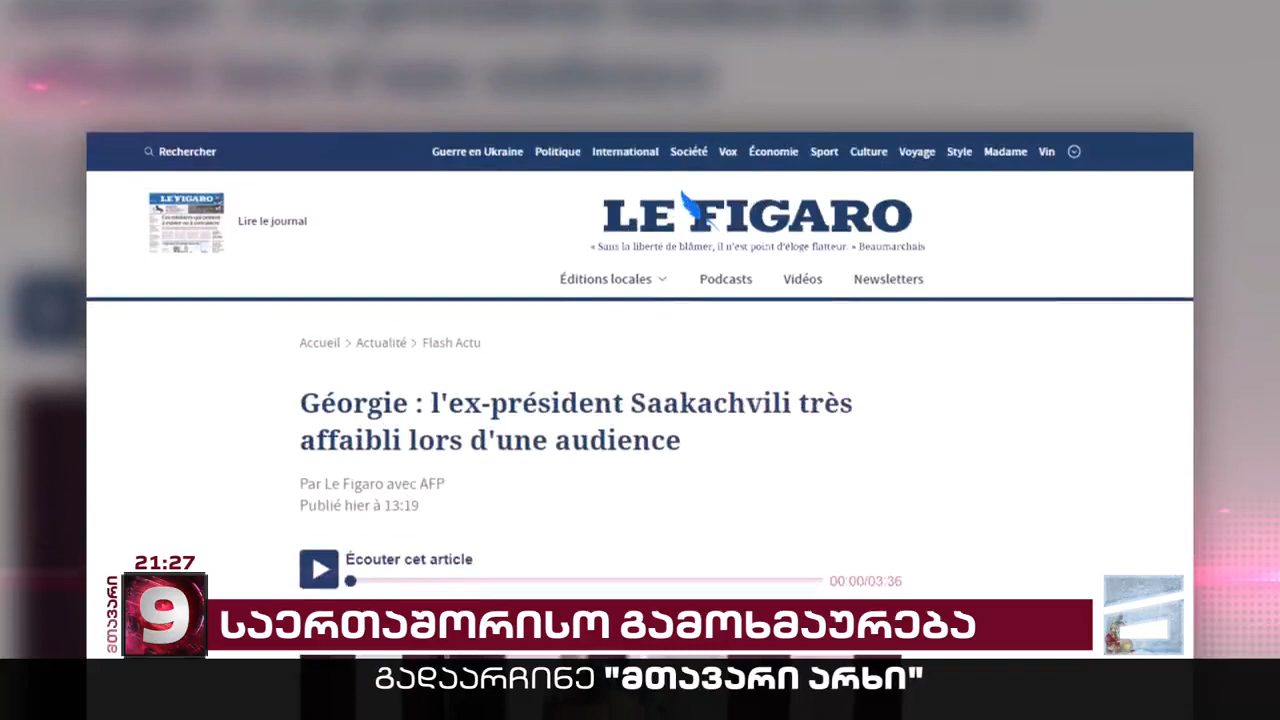 Rechercher
Guerre en Ukraine Politique International Société Vox Économie Sport Culture Voyage Style Madame Vin
LE FIGARO
Lire le journal
LE FIGARO
« Sans la liberté de blâmer, il n'est point d'éloge flatteur. » Beaumarchais
Éditions locales Podcasts Vidéos Newsletters
Accueil > Actualité > Flash Actu
Géorgie : l'ex-président Saakachvili très
affaibli lors d'une audience
Par Le Figaro avec AFP
Publié hier à 13:19
Écouter cet article
00:00/03:36
21:27
მთავარი
9
საერთაშორისო გამოხმაურება
გადაარჩინე "მთავარი არხი"